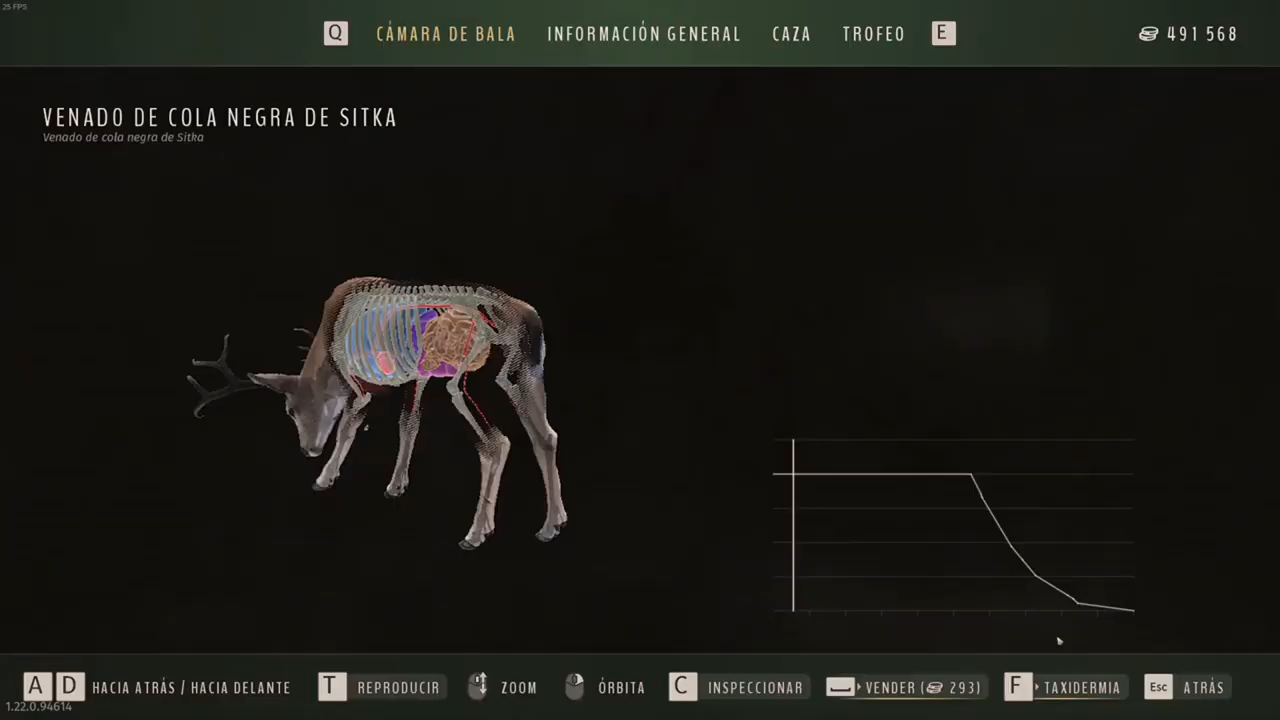 25 FPS
Q CÁMARA DE BALA INFORMACIÓN GENERAL CAZA TROFEO E 491 568
VENADO DE COLA NEGRA DE SITKA
Venado de cola negra de Sitka
A D HACIA ATRÁS / HACIA DELANTE T REPRODUCIR ZOOM ÓRBITA C INSPECCIONAR VENDER ( 293) F TAXIDERMIA Esc ATRÁS
1.22.0.94614